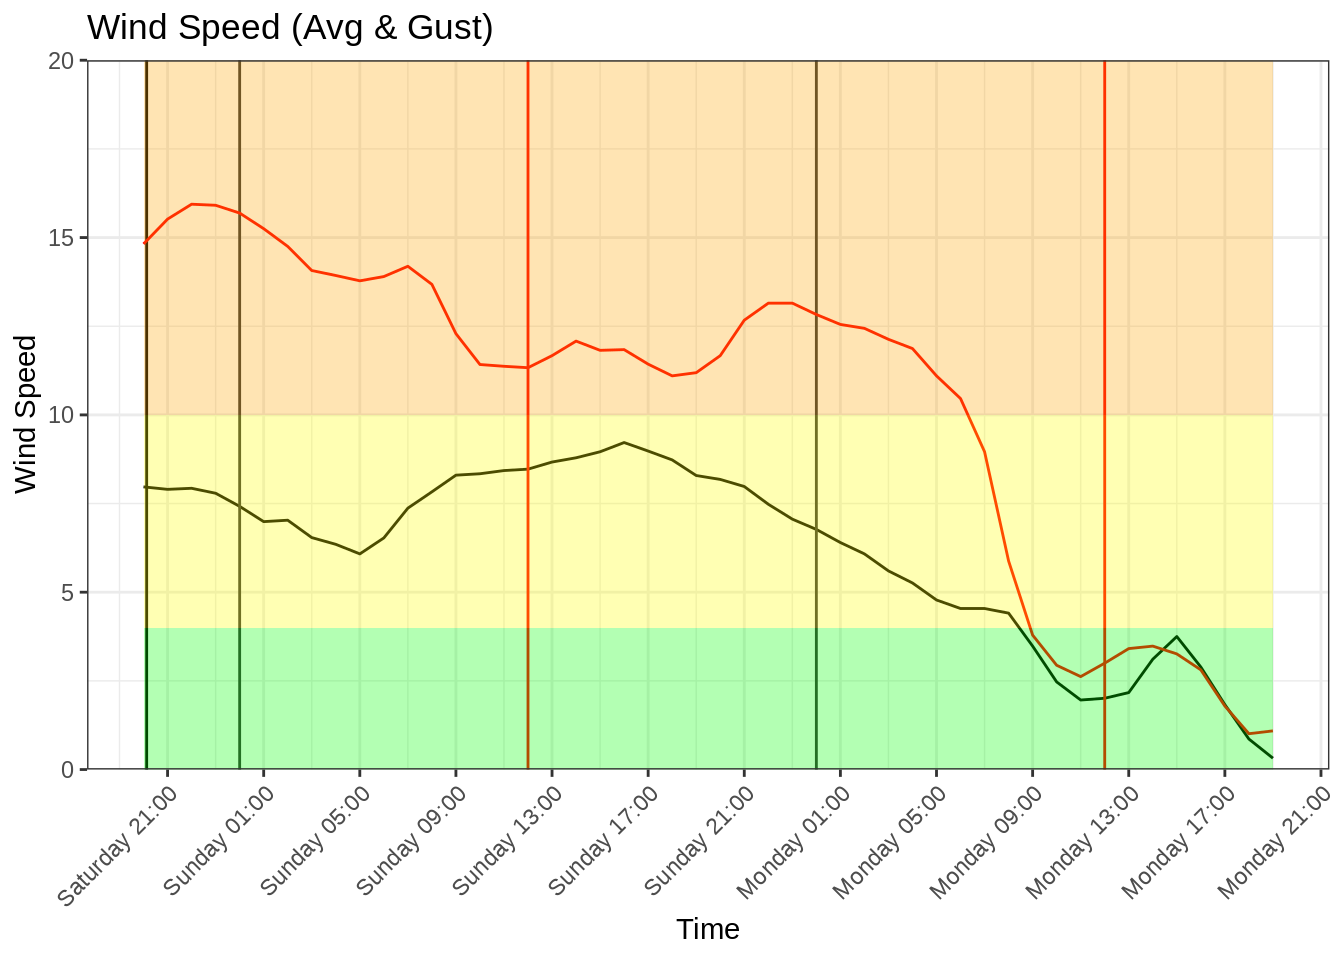 Wind Speed (Avg & Gust)
20
15
10
5
0
Wind Speed
Saturday 21:00
Sunday 01:00
Sunday 05:00
Sunday 09:00
Sunday 13:00
Sunday 17:00
Sunday 21:00
Monday 01:00
Monday 05:00
Monday 09:00
Monday 13:00
Monday 17:00
Monday 21:00
Time